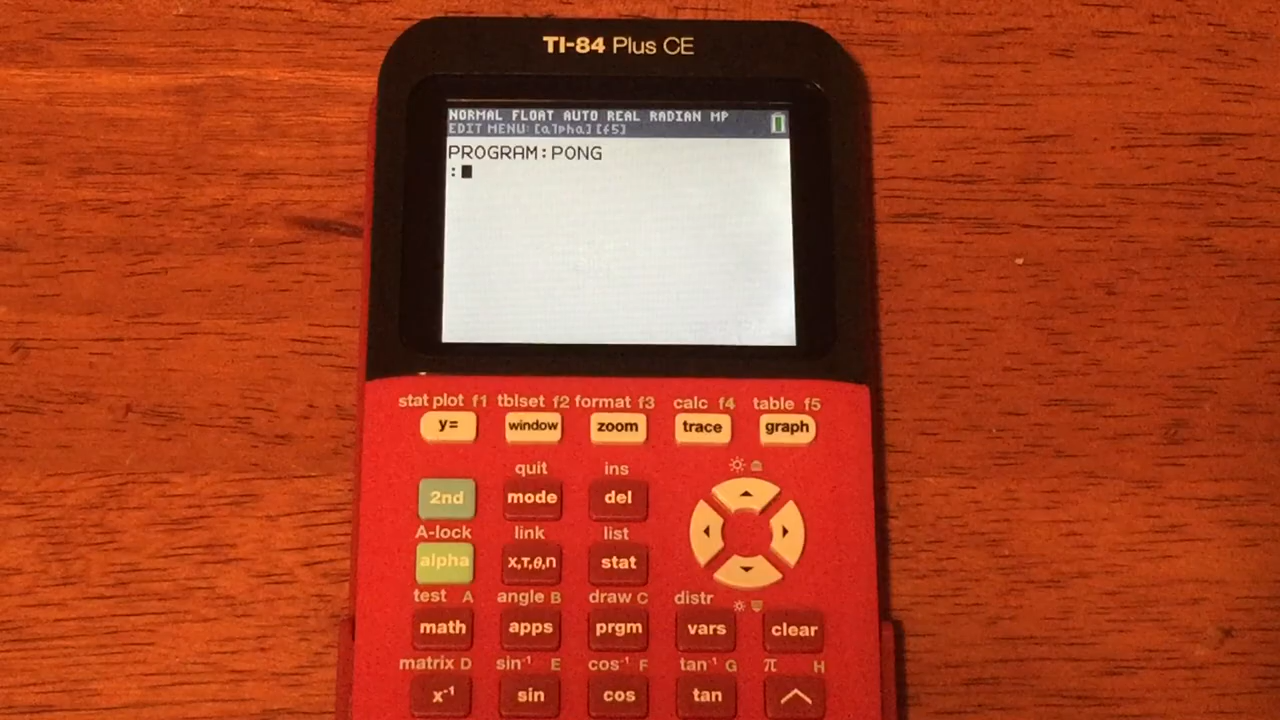 TI-84 Plus CE
NORMAL FLOAT AUTO REAL RADIAN MP
EDIT MENU: [alpha] [f5]
PROGRAM:PONG
:
stat plot f1 tblset f2 format f3 calc f4 table f5
y= window zoom trace graph
quit ins
2nd mode del
A-lock link list
alpha X,T,θ,n stat
test A angle B draw C distr
math apps prgm vars clear
matrix D sin⁻¹ E cos⁻¹ F tan⁻¹ G π H
x⁻¹ sin cos tan ^